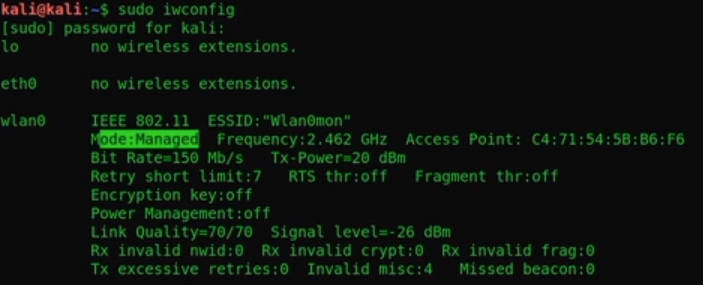 kali@kali:~$ sudo iwconfig
[sudo] password for kali:
lo        no wireless extensions.
eth0      no wireless extensions.
wlan0     IEEE 802.11  ESSID:"Wlan0mon"
          Mode:Managed  Frequency:2.462 GHz  Access Point: C4:71:54:5B:B6:F6
          Bit Rate=150 Mb/s   Tx-Power=20 dBm
          Retry short limit:7   RTS thr:off   Fragment thr:off
          Encryption key:off
          Power Management:off
          Link Quality=70/70  Signal level=-26 dBm
          Rx invalid nwid:0  Rx invalid crypt:0  Rx invalid frag:0
          Tx excessive retries:0  Invalid misc:4   Missed beacon:0